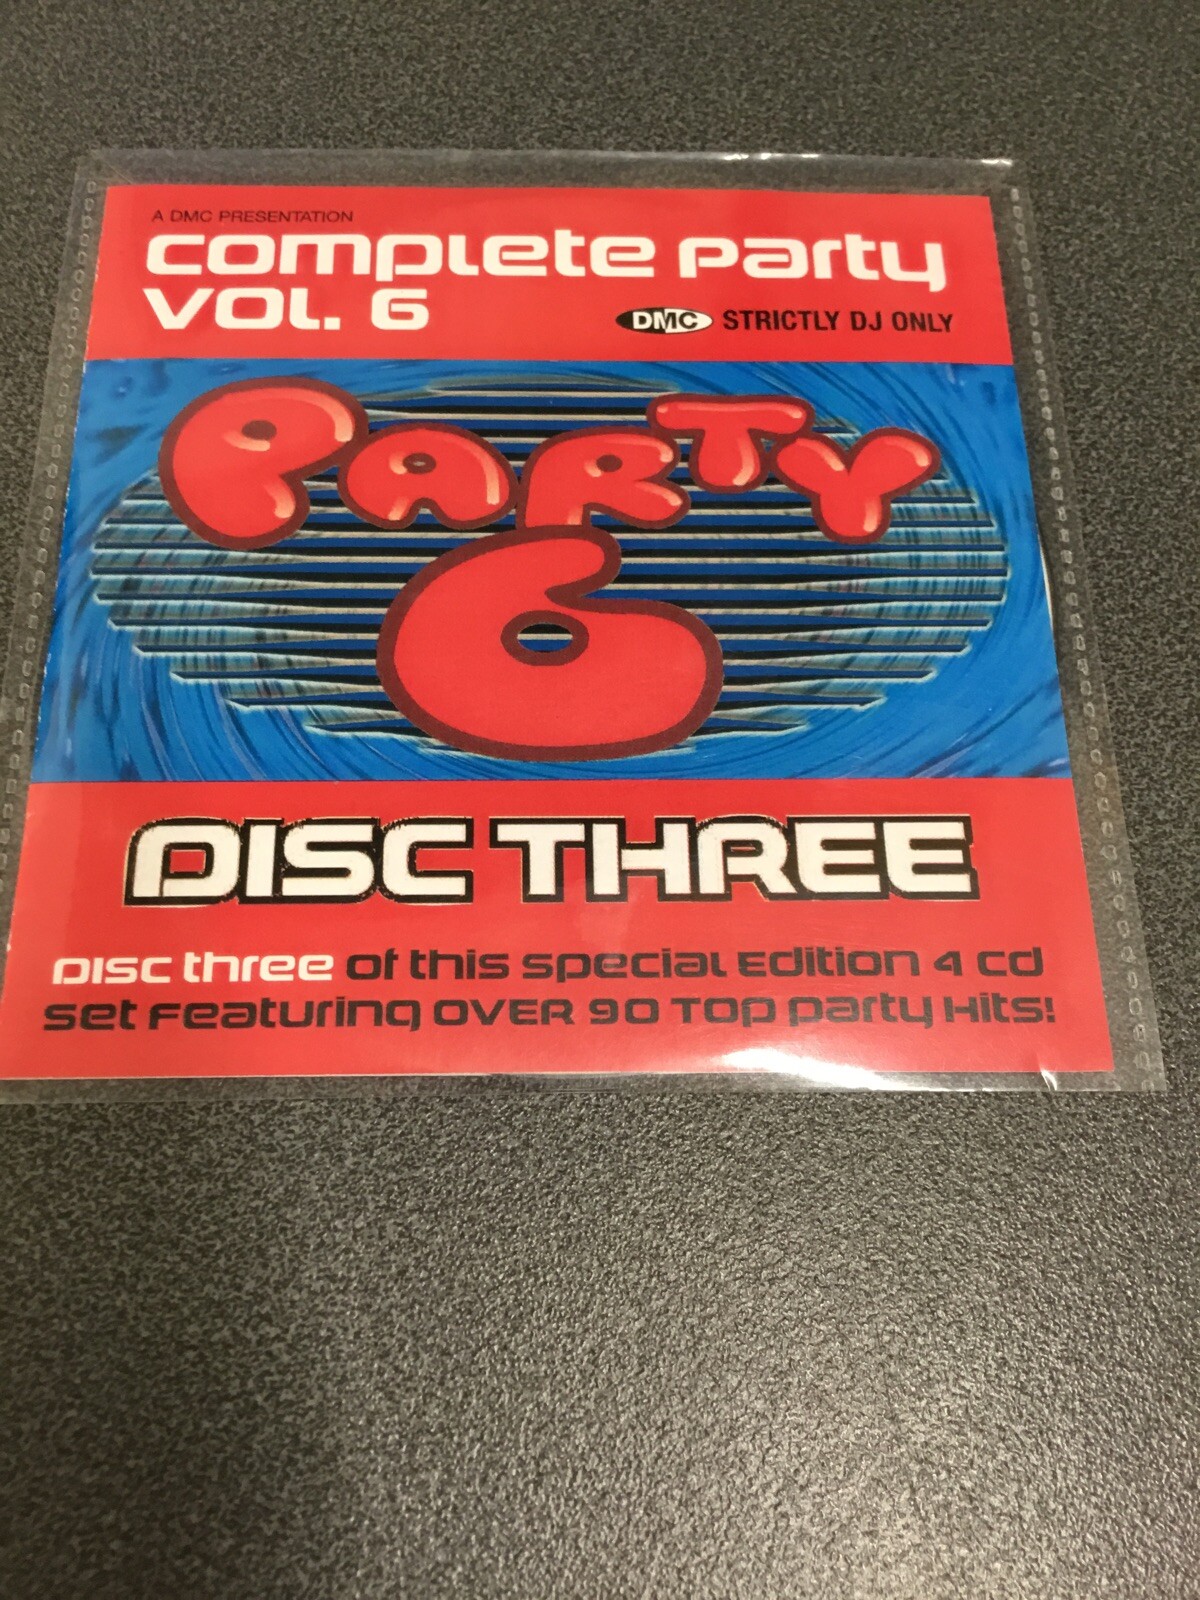 A DMC PRESENTATION
complete party
VOL. 6
DMC STRICTLY DJ ONLY
PARTY
6
DISC THREE
DISC three of this special Edition 4 cd
set Featuring OVER 90 TOP party Hits!